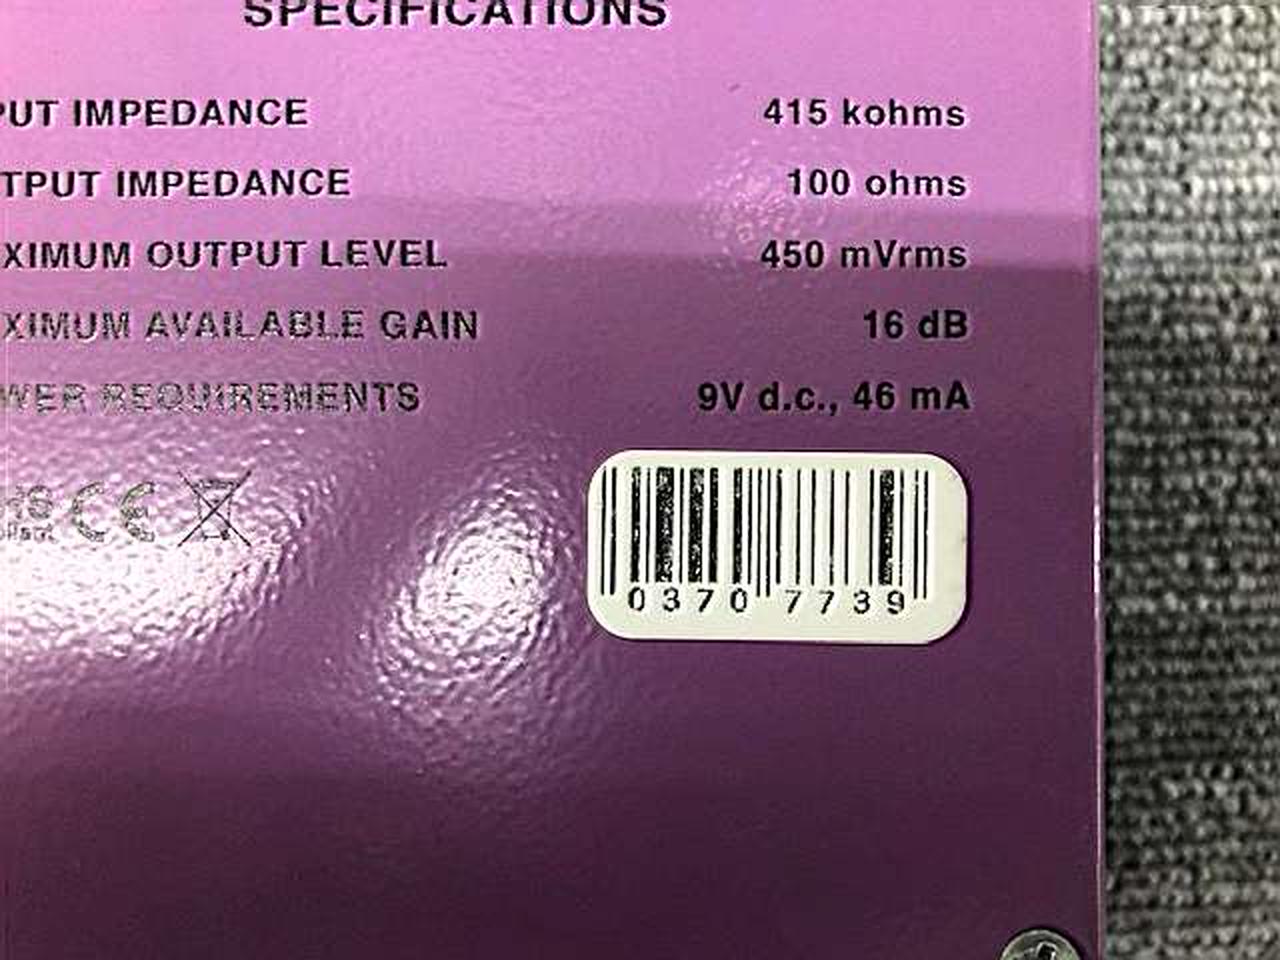 SPECIFICATIONS
PUT IMPEDANCE 415 kohms
TPUT IMPEDANCE 100 ohms
XIMUM OUTPUT LEVEL 450 mVrms
XIMUM AVAILABLE GAIN 16 dB
WER REQUIREMENTS 9V d.c., 46 mA
CE
0370 7739